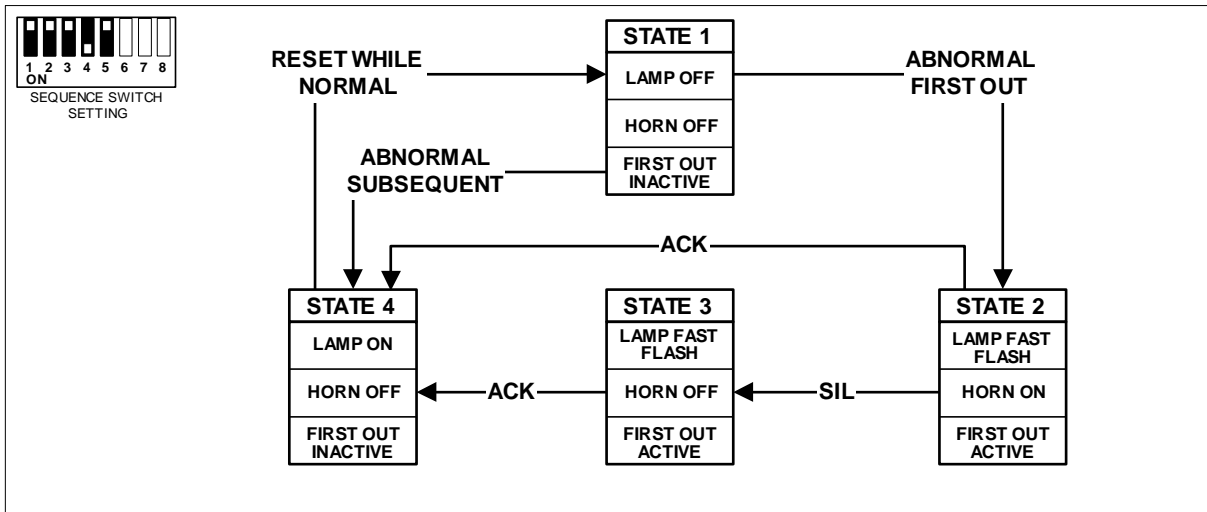 1 2 3 4 5 6 7 8
ON
SEQUENCE SWITCH
SETTING
RESET WHILE
NORMAL
STATE 1
LAMP OFF
HORN OFF
FIRST OUT
INACTIVE
ABNORMAL
FIRST OUT
ABNORMAL
SUBSEQUENT
ACK
STATE 4
LAMP ON
HORN OFF
FIRST OUT
INACTIVE
ACK
STATE 3
LAMP FAST
FLASH
HORN OFF
FIRST OUT
ACTIVE
SIL
STATE 2
LAMP FAST
FLASH
HORN ON
FIRST OUT
ACTIVE